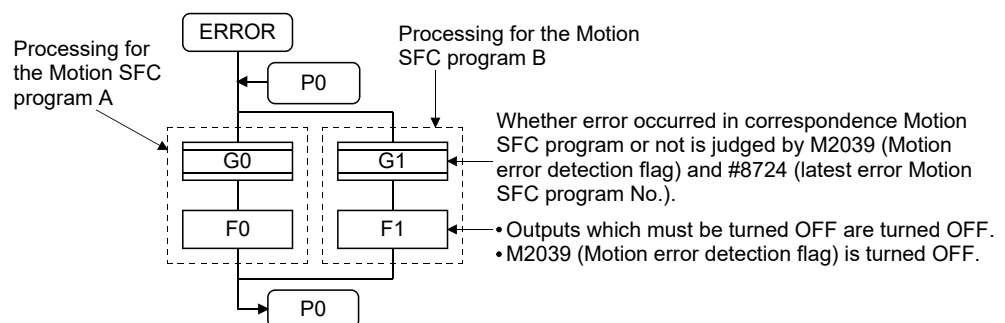 ERROR
Processing for
the Motion SFC
program A
Processing for the Motion
SFC program B
P0
G0
G1
Whether error occurred in correspondence Motion
SFC program or not is judged by M2039 (Motion
error detection flag) and #8724 (latest error Motion
SFC program No.).
F0
F1
• Outputs which must be turned OFF are turned OFF.
• M2039 (Motion error detection flag) is turned OFF.
P0